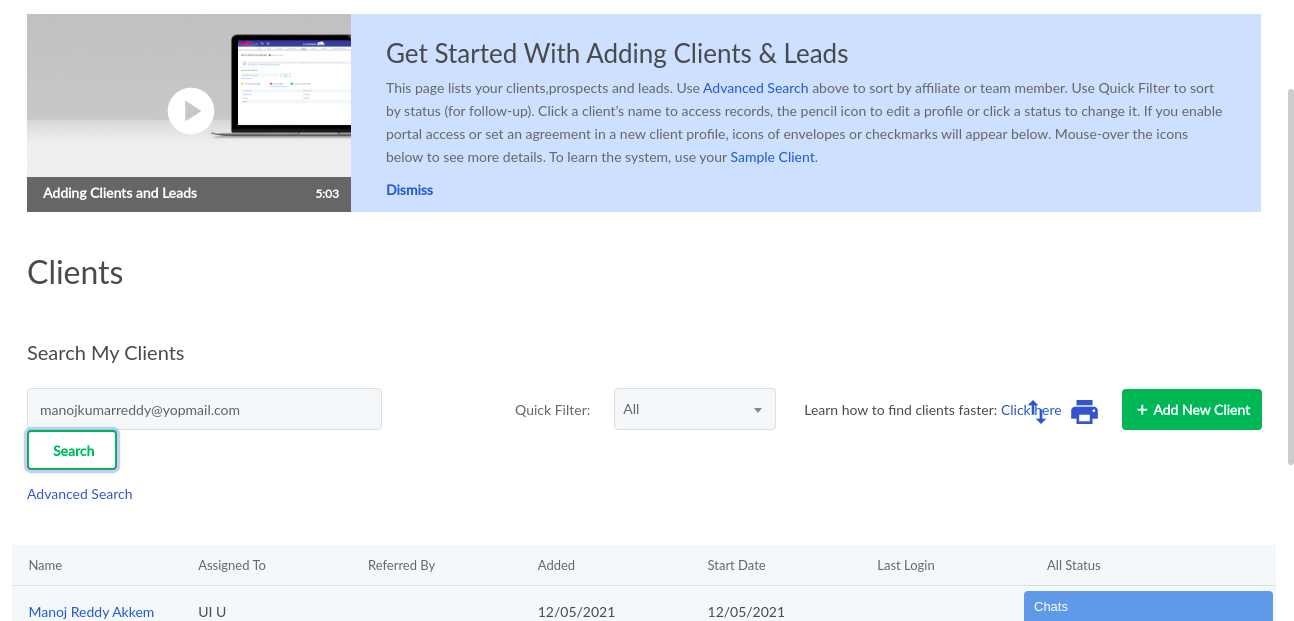 Get Started With Adding Clients & Leads
This page lists your clients,prospects and leads. Use Advanced Search above to sort by affiliate or team member. Use Quick Filter to sort
by status (for follow-up). Click a client's name to access records, the pencil icon to edit a profile or click a status to change it. If you enable
portal access or set an agreement in a new client profile, icons of envelopes or checkmarks will appear below. Mouse-over the icons
below to see more details. To learn the system, use your Sample Client.
Dismiss
Adding Clients and Leads 5:03
Clients
Search My Clients
manojkumarreddy@yopmail.com Quick Filter: All Learn how to find clients faster: Click here + Add New Client
Search
Advanced Search
Name Assigned To Referred By Added Start Date Last Login All Status
Manoj Reddy Akkem UI U 12/05/2021 12/05/2021 Chats